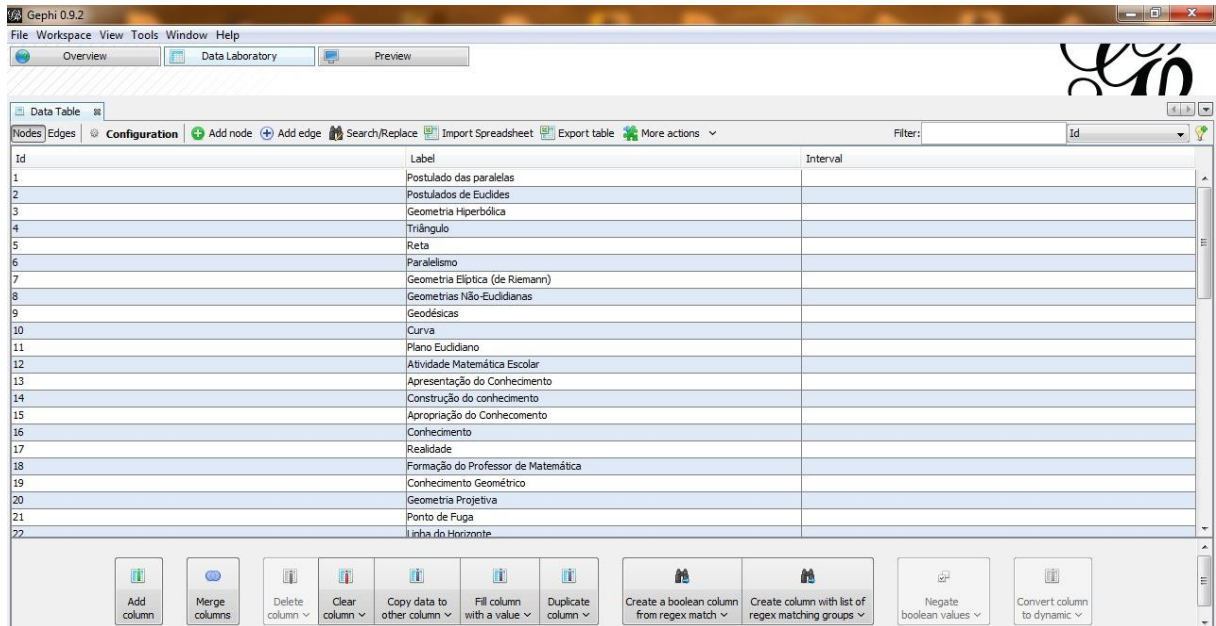 Gephi 0.9.2
File Workspace View Tools Window Help
Overview Data Laboratory Preview
Data Table
Nodes Edges Configuration Add node Add edge Search/Replace Import Spreadsheet Export table More actions Filter: Id
Id Label Interval
1 Postulado das paralelas
2 Postulados de Euclides
3 Geometria Hiperbólica
4 Triângulo
5 Reta
6 Paralelismo
7 Geometria Elíptica (de Riemann)
8 Geometrias Não-Euclidianas
9 Geodésicas
10 Curva
11 Plano Euclidiano
12 Atividade Matemática Escolar
13 Apresentação do Conhecimento
14 Construção do conhecimento
15 Apropriação do Conhecomento
16 Conhecimento
17 Realidade
18 Formação do Professor de Matemática
19 Conhecimento Geométrico
20 Geometria Projetiva
21 Ponto de Fuga
22 Linha do Horizonte
Add Merge Delete Clear Copy data to Fill column Duplicate Create a boolean column Create column with list of Negate Convert column
column columns column column other column with a value column from regex match regex matching groups boolean values to dynamic